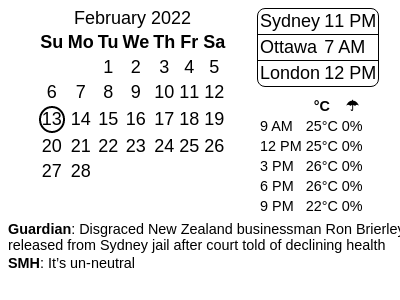 February 2022
Su Mo Tu We Th Fr Sa
1 2 3 4 5
6 7 8 9 10 11 12
13 14 15 16 17 18 19
20 21 22 23 24 25 26
27 28
Sydney 11 PM
Ottawa 7 AM
London 12 PM
°C ☂
9 AM 25°C 0%
12 PM 25°C 0%
3 PM 26°C 0%
6 PM 26°C 0%
9 PM 22°C 0%
Guardian: Disgraced New Zealand businessman Ron Brierley
released from Sydney jail after court told of declining health
SMH: It’s un-neutral